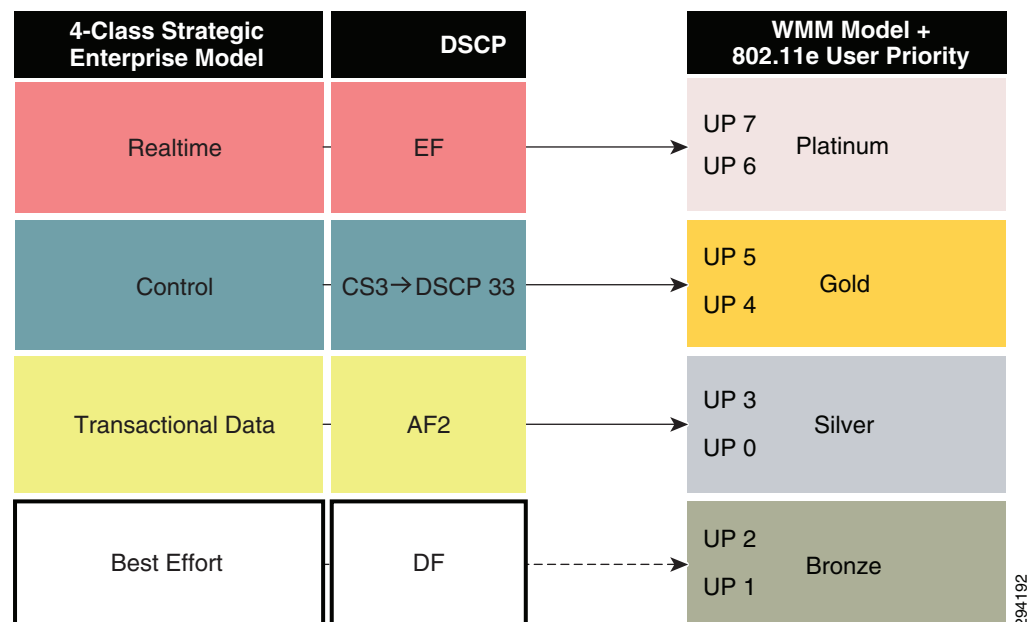 4-Class Strategic
Enterprise Model
DSCP
WMM Model +
802.11e User Priority
Realtime
EF
UP 7
UP 6
Platinum
Control
CS3→DSCP 33
UP 5
UP 4
Gold
Transactional Data
AF2
UP 3
UP 0
Silver
Best Effort
DF
UP 2
UP 1
Bronze
294192